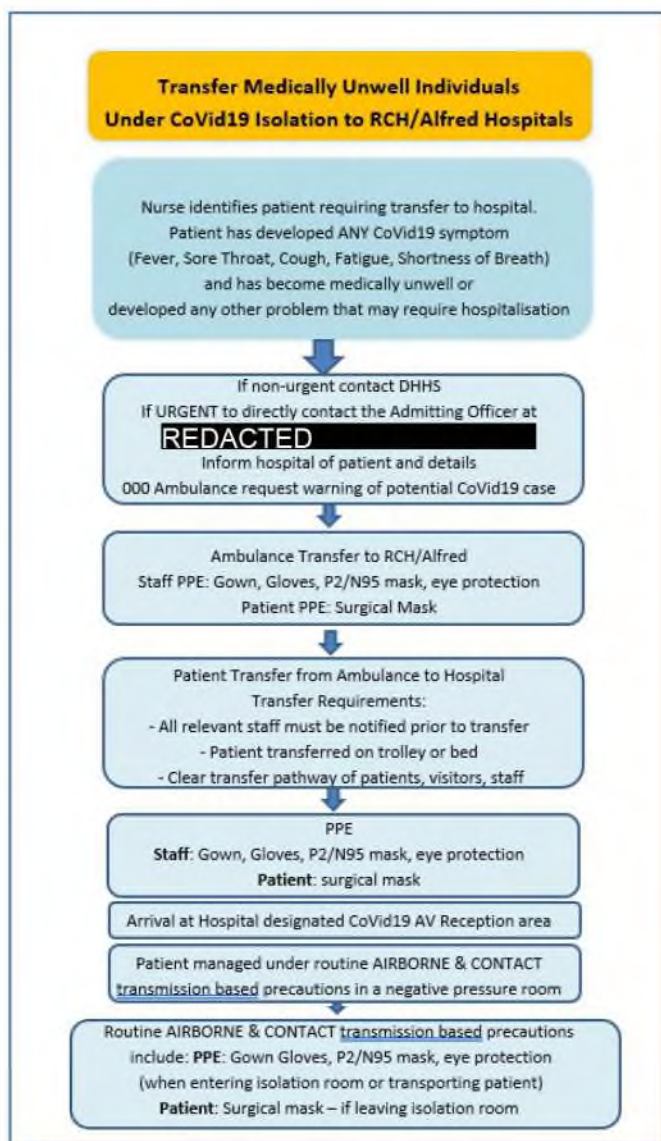 Transfer Medically Unwell Individuals
Under CoVid19 Isolation to RCH/Alfred Hospitals
Nurse identifies patient requiring transfer to hospital.
Patient has developed ANY CoVid19 symptom
(Fever, Sore Throat, Cough, Fatigue, Shortness of Breath)
and has become medically unwell or
developed any other problem that may require hospitalisation
If non-urgent contact DHHS
If URGENT to directly contact the Admitting Officer at
REDACTED
Inform hospital of patient and details
000 Ambulance request warning of potential CoVid19 case
Ambulance Transfer to RCH/Alfred
Staff PPE: Gown, Gloves, P2/N95 mask, eye protection
Patient PPE: Surgical Mask
Patient Transfer from Ambulance to Hospital
Transfer Requirements:
- All relevant staff must be notified prior to transfer
- Patient transferred on trolley or bed
- Clear transfer pathway of patients, visitors, staff
PPE
Staff: Gown, Gloves, P2/N95 mask, eye protection
Patient: surgical mask
Arrival at Hospital designated CoVid19 AV Reception area
Patient managed under routine AIRBORNE & CONTACT
transmission based precautions in a negative pressure room
Routine AIRBORNE & CONTACT transmission based precautions
include: PPE: Gown Gloves, P2/N95 mask, eye protection
(when entering isolation room or transporting patient)
Patient: Surgical mask – if leaving isolation room